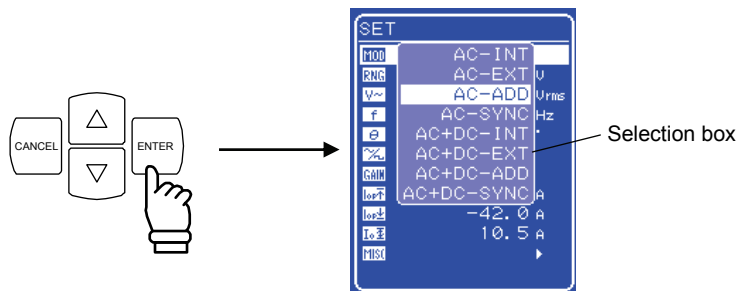 CANCEL
ENTER
SET
MOD
AC-INT
RNG
AC-EXT V
V~
AC-ADD Vrms
f
AC-SYNC Hz
θ
AC+DC-INT °
AC+DC-EXT
GAIN
AC+DC-ADD
AC+DC-SYNC A
-42.0 A
10.5 A
MISC
Selection box